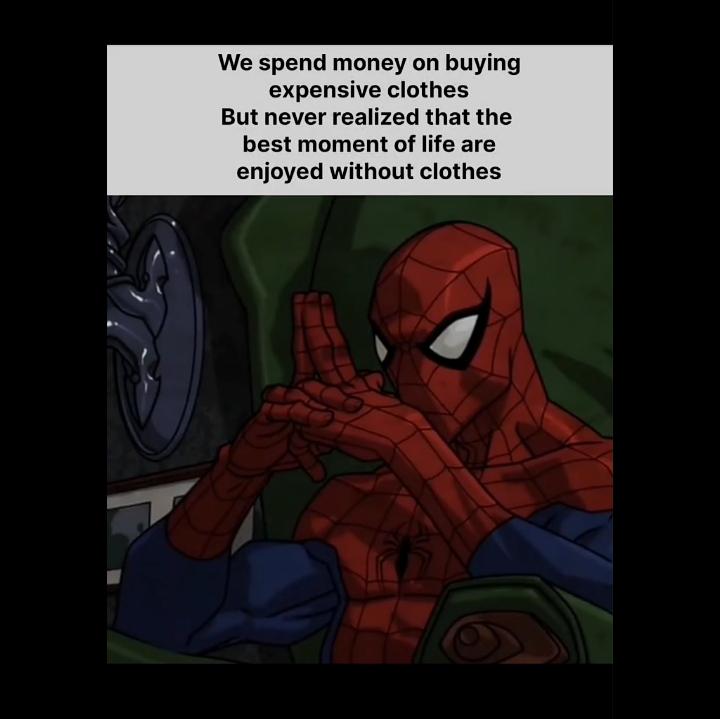 We spend money on buying
expensive clothes
But never realized that the
best moment of life are
enjoyed without clothes